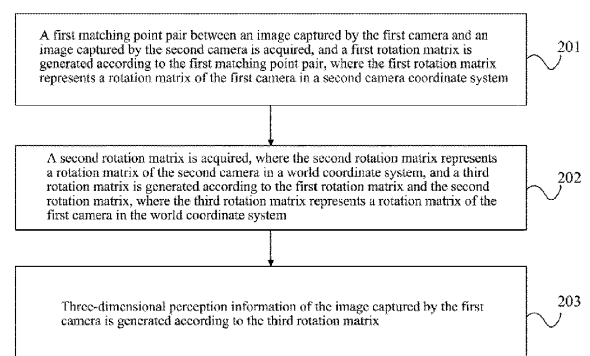 A first matching point pair between an image captured by the first camera and an
image captured by the second camera is acquired, and a first rotation matrix is
generated according to the first matching point pair, where the first rotation matrix
represents a rotation matrix of the first camera in a second camera coordinate system
201
A second rotation matrix is acquired, where the second rotation matrix represents
a rotation matrix of the second camera in a world coordinate system, and a third
rotation matrix is generated according to the first rotation matrix and the second
rotation matrix, where the third rotation matrix represents a rotation matrix of the
first camera in the world coordinate system
202
Three-dimensional perception information of the image captured by the first
camera is generated according to the third rotation matrix
203